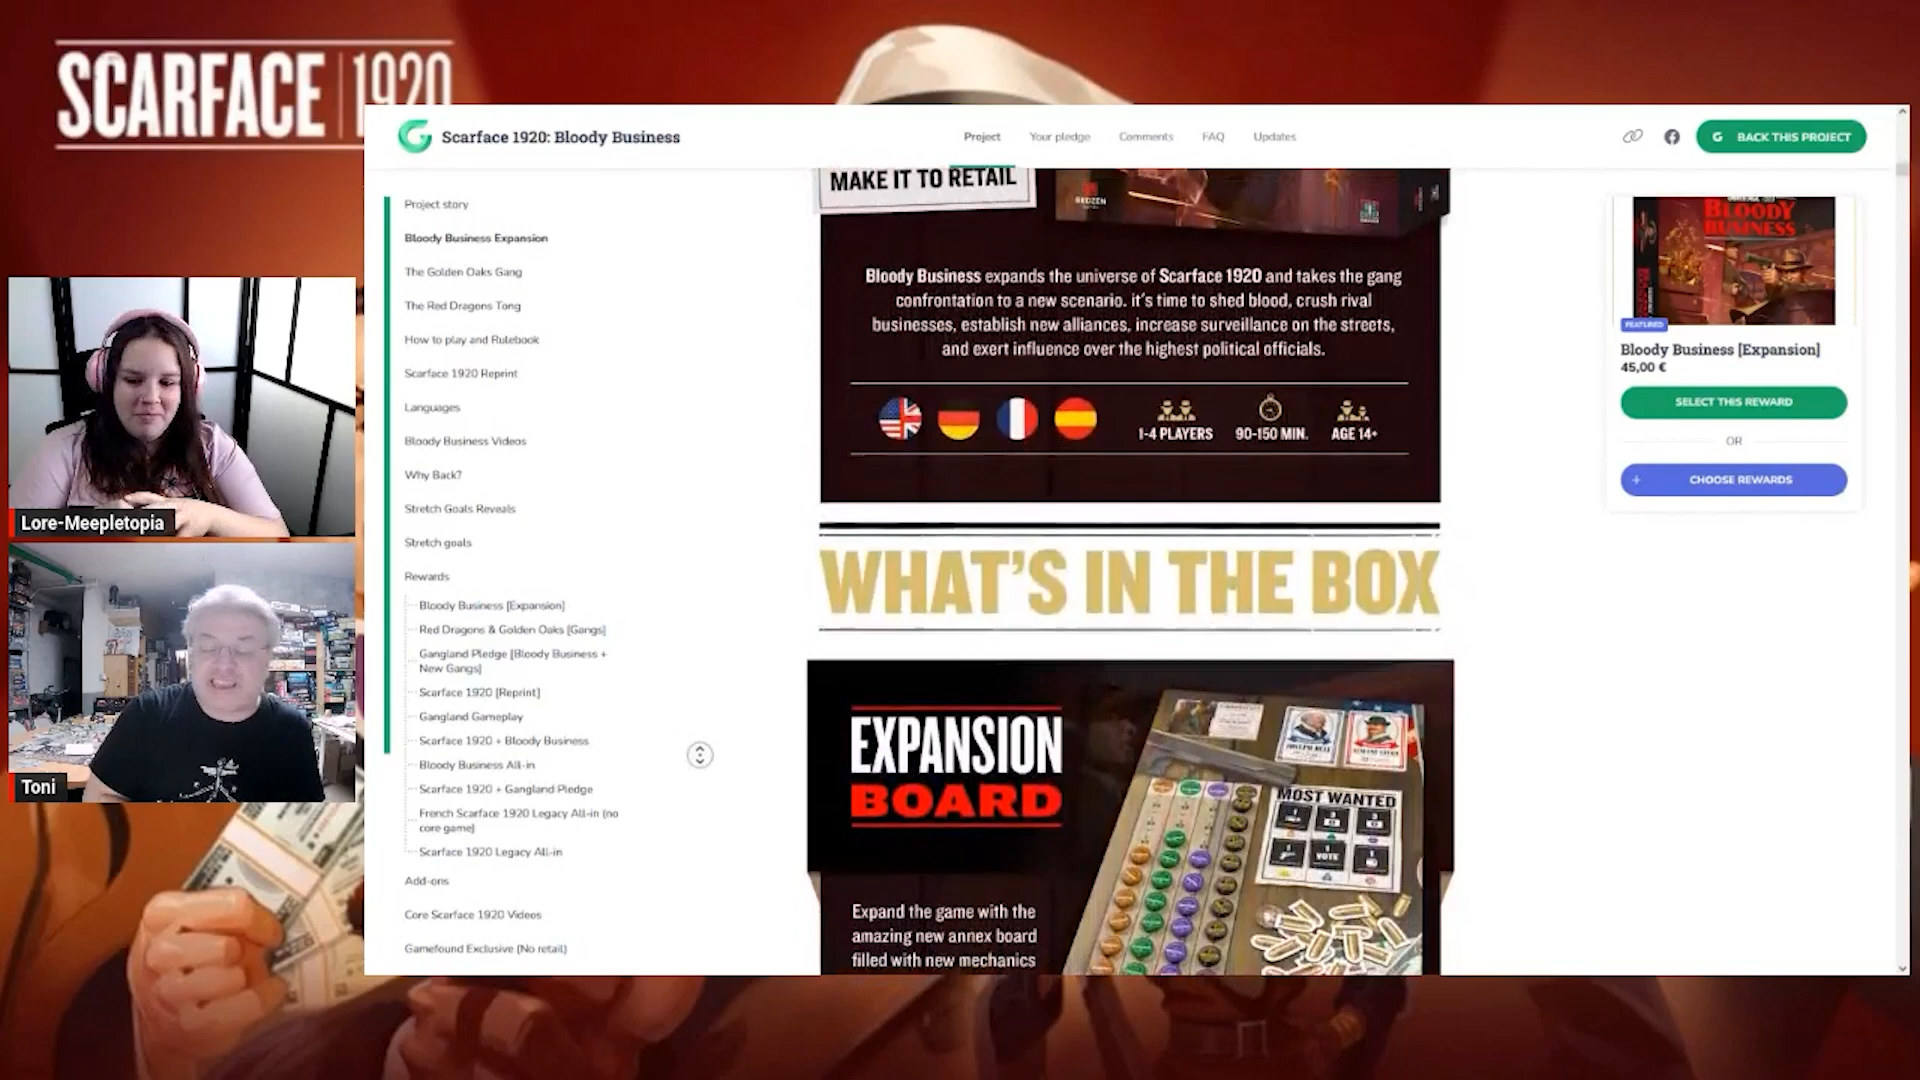 SCARFACE | 1920
Scarface 1920: Bloody Business
Project
Your pledge
Comments
FAQ
Updates
BACK THIS PROJECT
Project story
Bloody Business Expansion
The Golden Oaks Gang
The Red Dragons Tong
How to play and Rulebook
Scarface 1920 Reprint
Languages
Bloody Business Videos
Why Back?
Stretch Goals Reveals
Stretch goals
Rewards
Bloody Business [Expansion]
Red Dragons & Golden Oaks [Gangs]
Gangland Pledge [Bloody Business +
New Gangs]
Scarface 1920 [Reprint]
Gangland Gameplay
Scarface 1920 + Bloody Business
Bloody Business All-in
Scarface 1920 + Gangland Pledge
French Scarface 1920 Legacy All-in (no
core game)
Scarface 1920 Legacy All-in
Add-ons
Core Scarface 1920 Videos
Gamefound Exclusive (No retail)
MAKE IT TO RETAIL
Bloody Business expands the universe of Scarface 1920 and takes the gang
confrontation to a new scenario. it's time to shed blood, crush rival
businesses, establish new alliances, increase surveillance on the streets,
and exert influence over the highest political officials.
1-4 PLAYERS
90-150 MIN.
AGE 14+
WHAT'S IN THE BOX
EXPANSION
BOARD
MOST WANTED
VOTE
Expand the game with the
amazing new annex board
filled with new mechanics
BLOODY
BUSINESS
FEATURED
Bloody Business [Expansion]
45,00 €
SELECT THIS REWARD
OR
+ CHOOSE REWARDS
Lore-Meepletopia
Toni